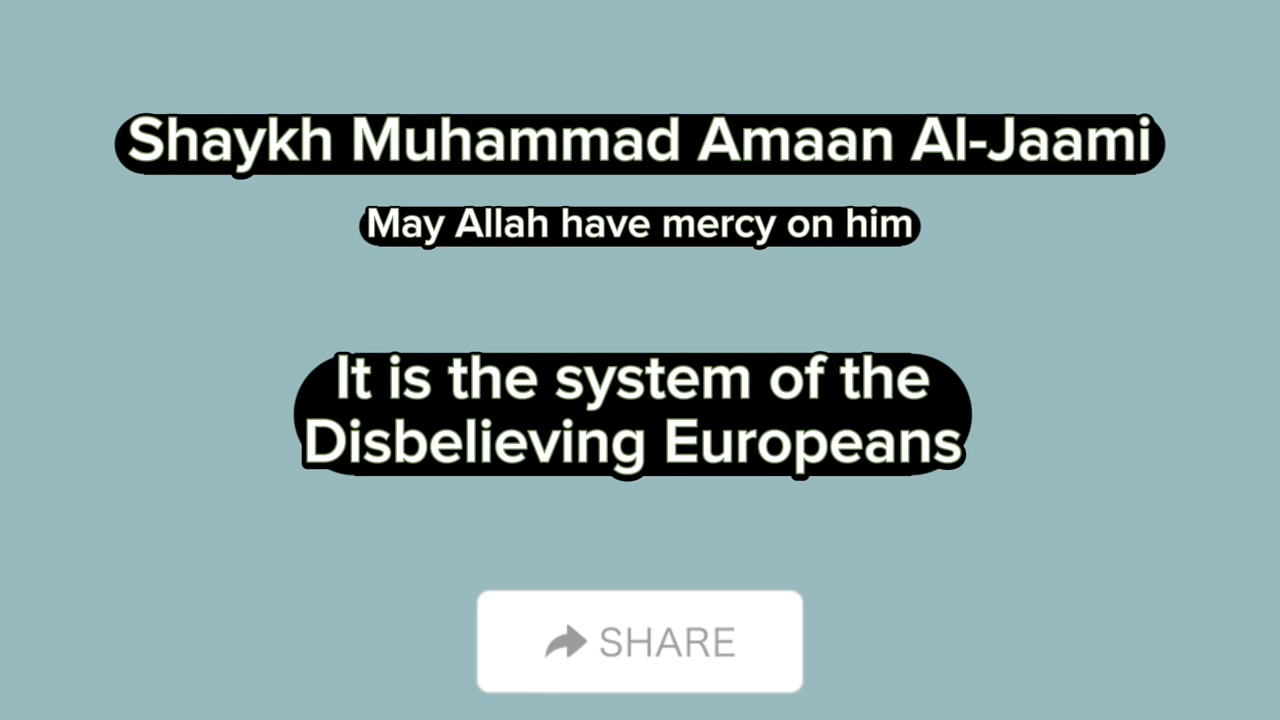 Shaykh Muhammad Amaan Al-Jaami
May Allah have mercy on him
It is the system of the
Disbelieving Europeans
SHARE